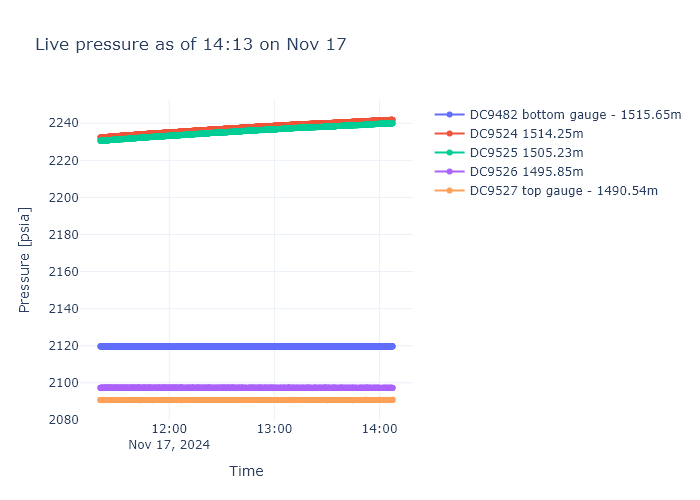 Live pressure as of 14:13 on Nov 17
DC9482 bottom gauge - 1515.65m
DC9524 1514.25m
DC9525 1505.23m
DC9526 1495.85m
DC9527 top gauge - 1490.54m
Pressure [psia]
2240
2220
2200
2180
2160
2140
2120
2100
2080
12:00
13:00
14:00
Nov 17, 2024
Time